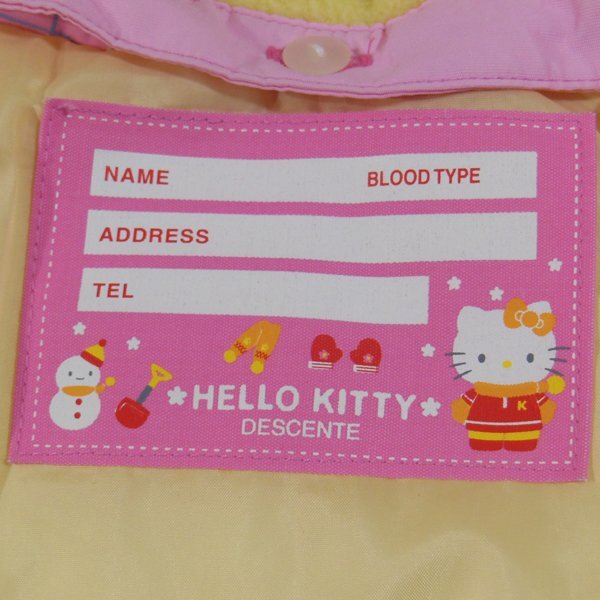 NAME BLOOD TYPE
ADDRESS
TEL
HELLO KITTY
DESCENTE
K